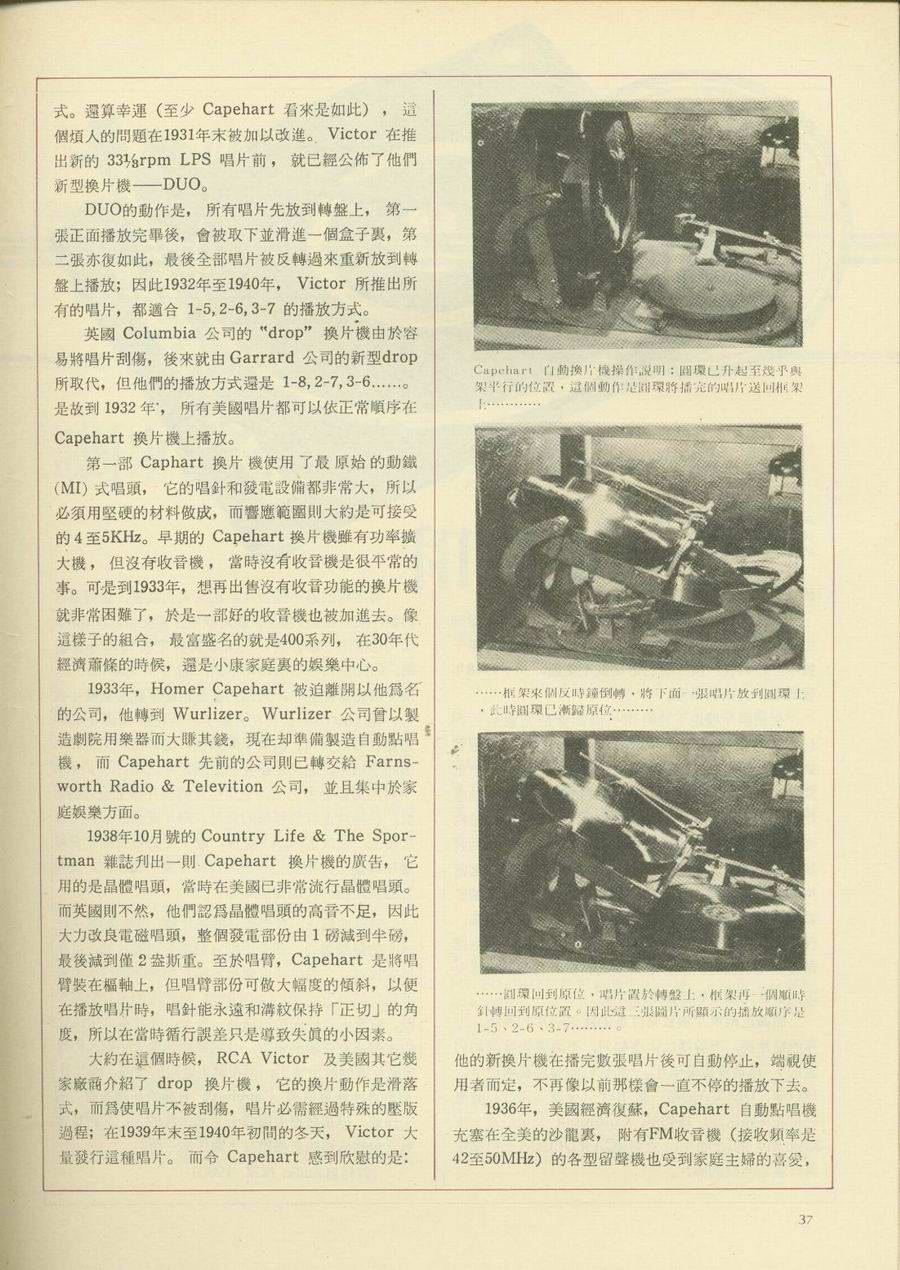 式。還算幸運（至少 Capehart 看來是如此），這
個煩人的問題在1931年末被加以改進。Victor 在推
出新的 33⅓rpm LPS 唱片前，就已經公佈了他們
新型換片機——DUO。
DUO的動作是，所有唱片先放到轉盤上，第一
張正面播放完畢後，會被取下並滑進一個盒子裏，第
二張亦復如此，最後全部唱片被反轉過來重新放到轉
盤上播放；因此1932年至1940年，Victor 所推出所
有的唱片，都適合 1-5, 2-6, 3-7 的播放方式。
英國 Columbia 公司的 “drop” 換片機由於容
易將唱片刮傷，後來就由 Garrard 公司的新型drop
所取代，但他們的播放方式還是 1-8, 2-7, 3-6……。
是故到 1932 年，所有美國唱片都可以依正常順序在
Capehart 換片機上播放。
第一部 Caphart 換片機使用了最原始的動鐵
(MI) 式唱頭，它的唱針和發電設備都非常大，所以
必須用堅硬的材料做成，而響應範圍則大約是可接受
的 4 至5KHz。早期的 Capehart 換片機雖有功率擴
大機，但沒有收音機，當時沒有收音機是很平常的
事。可是到1933年，想再出售沒有收音功能的換片機
就非常困難了，於是一部好的收音機也被加進去。像
這樣子的組合，最富盛名的就是400系列，在30年代
經濟蕭條的時候，還是小康家庭裏的娛樂中心。
1933年，Homer Capehart 被迫離開以他爲名
的公司，他轉到 Wurlizer。Wurlizer 公司曾以製
造劇院用樂器而大賺其錢，現在却準備製造自動點唱
機，而 Capehart 先前的公司則已轉交給 Farns-
worth Radio & Televition 公司，並且集中於家
庭娛樂方面。
1938年10月號的 Country Life & The Spor-
tman 雜誌刋出一則 Capehart 換片機的廣告，它
用的是晶體唱頭，當時在美國已非常流行晶體唱頭。
而英國則不然，他們認爲晶體唱頭的高音不足，因此
大力改良電磁唱頭，整個發電部份由 1 磅減到半磅，
最後減到僅 2 盎斯重。至於唱臂，Capehart 是將唱
臂裝在樞軸上，但唱臂部份可做大幅度的傾斜，以便
在播放唱片時，唱針能永遠和溝紋保持「正切」的角
度，所以在當時循行誤差只是導致失眞的小因素。
大約在這個時候，RCA Victor 及美國其它幾
家廠商介紹了 drop 換片機，它的換片動作是滑落
式，而爲使唱片不被刮傷，唱片必需經過特殊的壓版
過程；在1939年末至1940年初間的冬天，Victor 大
量發行這種唱片。而令 Capehart 感到欣慰的是：
Capehart 自動換片機操作說明：圓環已升起至幾乎與
架平行的位置，這個動作是圓環將播完的唱片送回框架
上…………
……框架來個反時鐘倒轉，將下面一張唱片放到圓環上
，此時圓環已漸歸原位………
……圓環回到原位，唱片置於轉盤上，框架再一個順時
針轉回到原位置。因此這三張圖片所顯示的播放順序是
1-5、2-6、3-7………。
他的新換片機在播完數張唱片後可自動停止，端視使
用者而定，不再像以前那樣會一直不停的播放下去。
1936年，美國經濟復蘇，Capehart 自動點唱機
充塞在全美的沙龍裏，附有FM收音機（接收頻率是
42至50MHz）的各型留聲機也受到家庭主婦的喜愛，
37